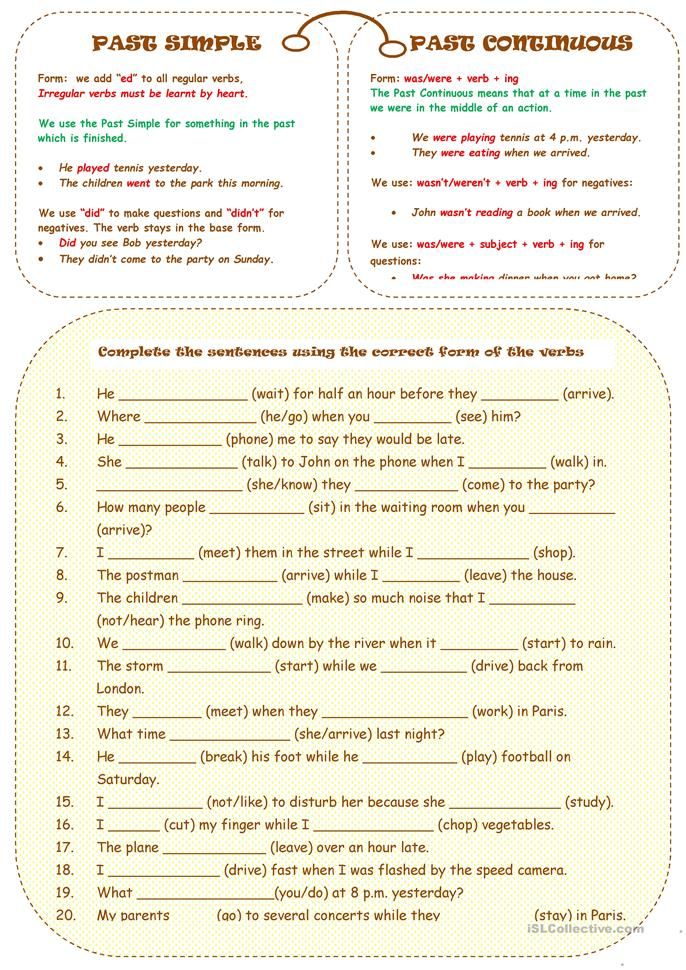 PAST SIMPLE
Form: we add “ed” to all regular verbs,
Irregular verbs must be learnt by heart.
We use the Past Simple for something in the past
which is finished.
• He played tennis yesterday.
• The children went to the park this morning.
We use “did” to make questions and “didn’t” for
negatives. The verb stays in the base form.
• Did you see Bob yesterday?
• They didn’t come to the party on Sunday.
PAST CONTINUOUS
Form: was/were + verb + ing
The Past Continuous means that at a time in the past
we were in the middle of an action.
• We were playing tennis at 4 p.m. yesterday.
• They were eating when we arrived.
We use: wasn’t/weren’t + verb + ing for negatives:
• John wasn’t reading a book when we arrived.
We use: was/were + subject + verb + ing for
questions:
• Was she making dinner when you got home?
Complete the sentences using the correct form of the verbs
1. He ________________ (wait) for half an hour before they __________ (arrive).
2. Where ______________ (he/go) when you __________ (see) him?
3. He _____________ (phone) me to say they would be late.
4. She ______________ (talk) to John on the phone when I __________ (walk) in.
5. __________________ (she/know) they _____________ (come) to the party?
6. How many people ____________ (sit) in the waiting room when you ___________
(arrive)?
7. I ___________ (meet) them in the street while I ______________ (shop).
8. The postman ____________ (arrive) while I __________ (leave) the house.
9. The children _______________ (make) so much noise that I ___________
(not/hear) the phone ring.
10. We _____________ (walk) down by the river when it __________ (start) to rain.
11. The storm _____________ (start) while we ___________ (drive) back from
London.
12. They _________ (meet) when they __________________ (work) in Paris.
13. What time _______________ (she/arrive) last night?
14. He __________ (break) his foot while he ____________ (play) football on
Saturday.
15. I ____________ (not/like) to disturb her because she ______________ (study).
16. I _______ (cut) my finger while I _______________ (chop) vegetables.
17. The plane _____________ (leave) over an hour late.
18. I ______________ (drive) fast when I was flashed by the speed camera.
19. What _________________(you/do) at 8 p.m. yesterday?
20. My parents ______ (go) to several concerts while they ____________ (stay) in Paris.
iSLCollective.com